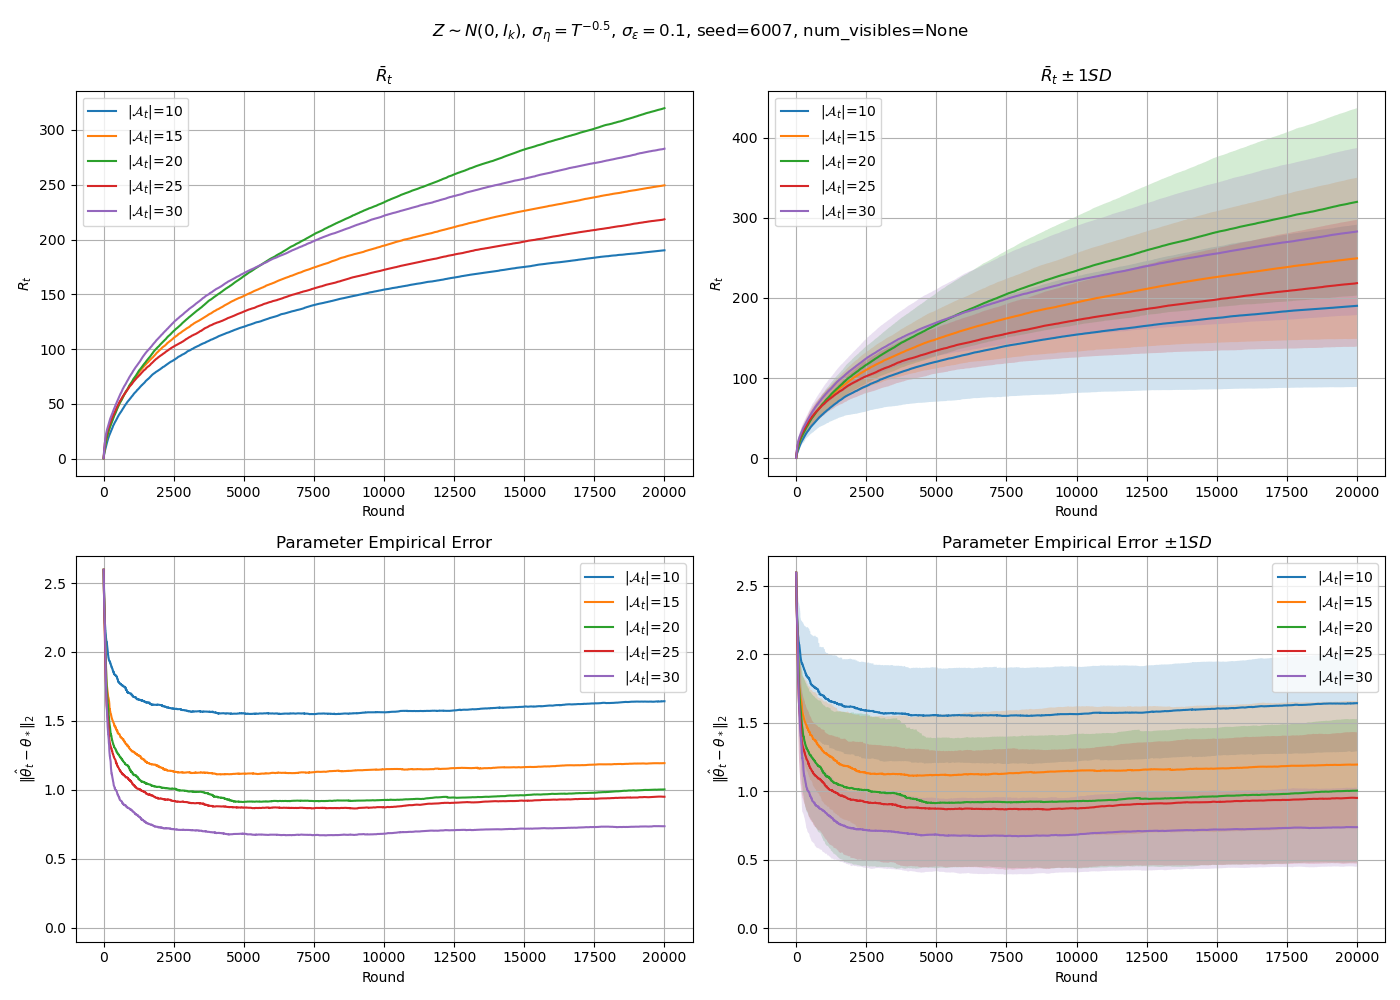 Z ~ N(0, I_k), σ_η = T^{-0.5}, σ_ε = 0.1, seed=6007, num_visibles=None
R̄_t
R_t
300
250
200
150
100
50
0
|𝒜_t|=10
|𝒜_t|=15
|𝒜_t|=20
|𝒜_t|=25
|𝒜_t|=30
0 2500 5000 7500 10000 12500 15000 17500 20000
Round
R̄_t ± 1SD
R_t
400
300
200
100
0
|𝒜_t|=10
|𝒜_t|=15
|𝒜_t|=20
|𝒜_t|=25
|𝒜_t|=30
0 2500 5000 7500 10000 12500 15000 17500 20000
Round
Parameter Empirical Error
‖θ̂_t − θ_*‖_2
2.5
2.0
1.5
1.0
0.5
0.0
|𝒜_t|=10
|𝒜_t|=15
|𝒜_t|=20
|𝒜_t|=25
|𝒜_t|=30
0 2500 5000 7500 10000 12500 15000 17500 20000
Round
Parameter Empirical Error ±1SD
‖θ̂_t − θ_*‖_2
2.5
2.0
1.5
1.0
0.5
0.0
|𝒜_t|=10
|𝒜_t|=15
|𝒜_t|=20
|𝒜_t|=25
|𝒜_t|=30
0 2500 5000 7500 10000 12500 15000 17500 20000
Round